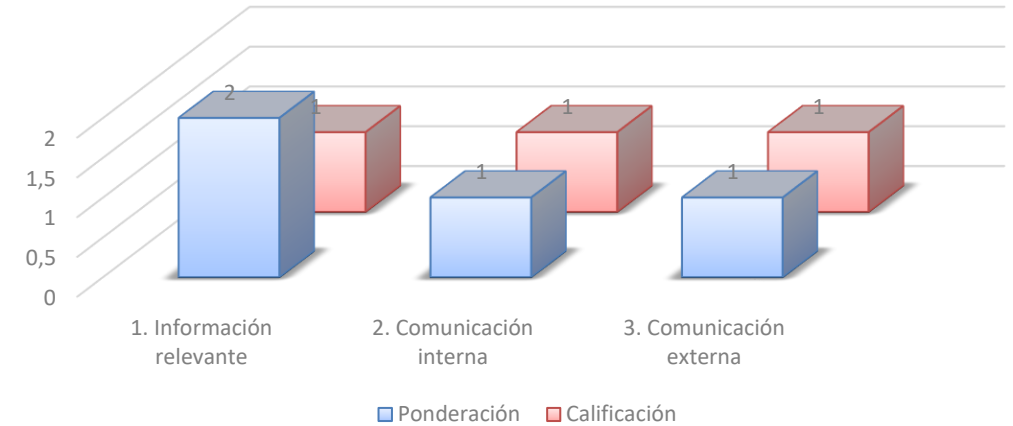 2
1
1
1
1
1
2
1,5
1
0,5
0
1. Información
relevante
2. Comunicación
interna
3. Comunicación
externa
Ponderación
Calificación